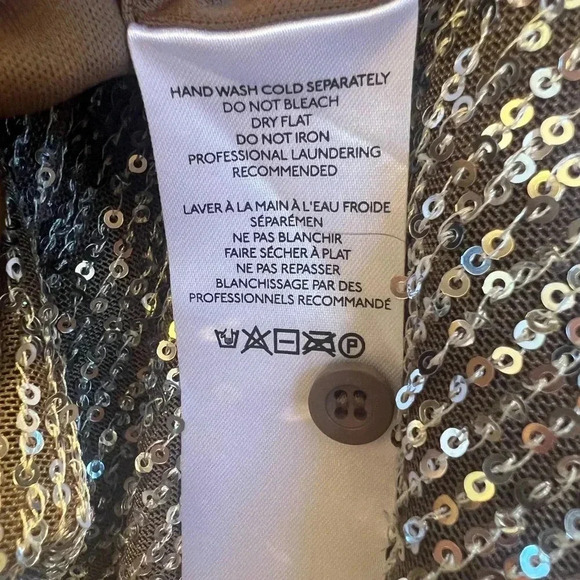 HAND WASH COLD SEPARATELY
DO NOT BLEACH
DRY FLAT
DO NOT IRON
PROFESSIONAL LAUNDERING
RECOMMENDED
LAVER À LA MAIN À L'EAU FROIDE
SÉPARÉMEN
NE PAS BLANCHIR
FAIRE SÉCHER À PLAT
NE PAS REPASSER
BLANCHISSAGE PAR DES
PROFESSIONNELS RECOMMANDÉ
P